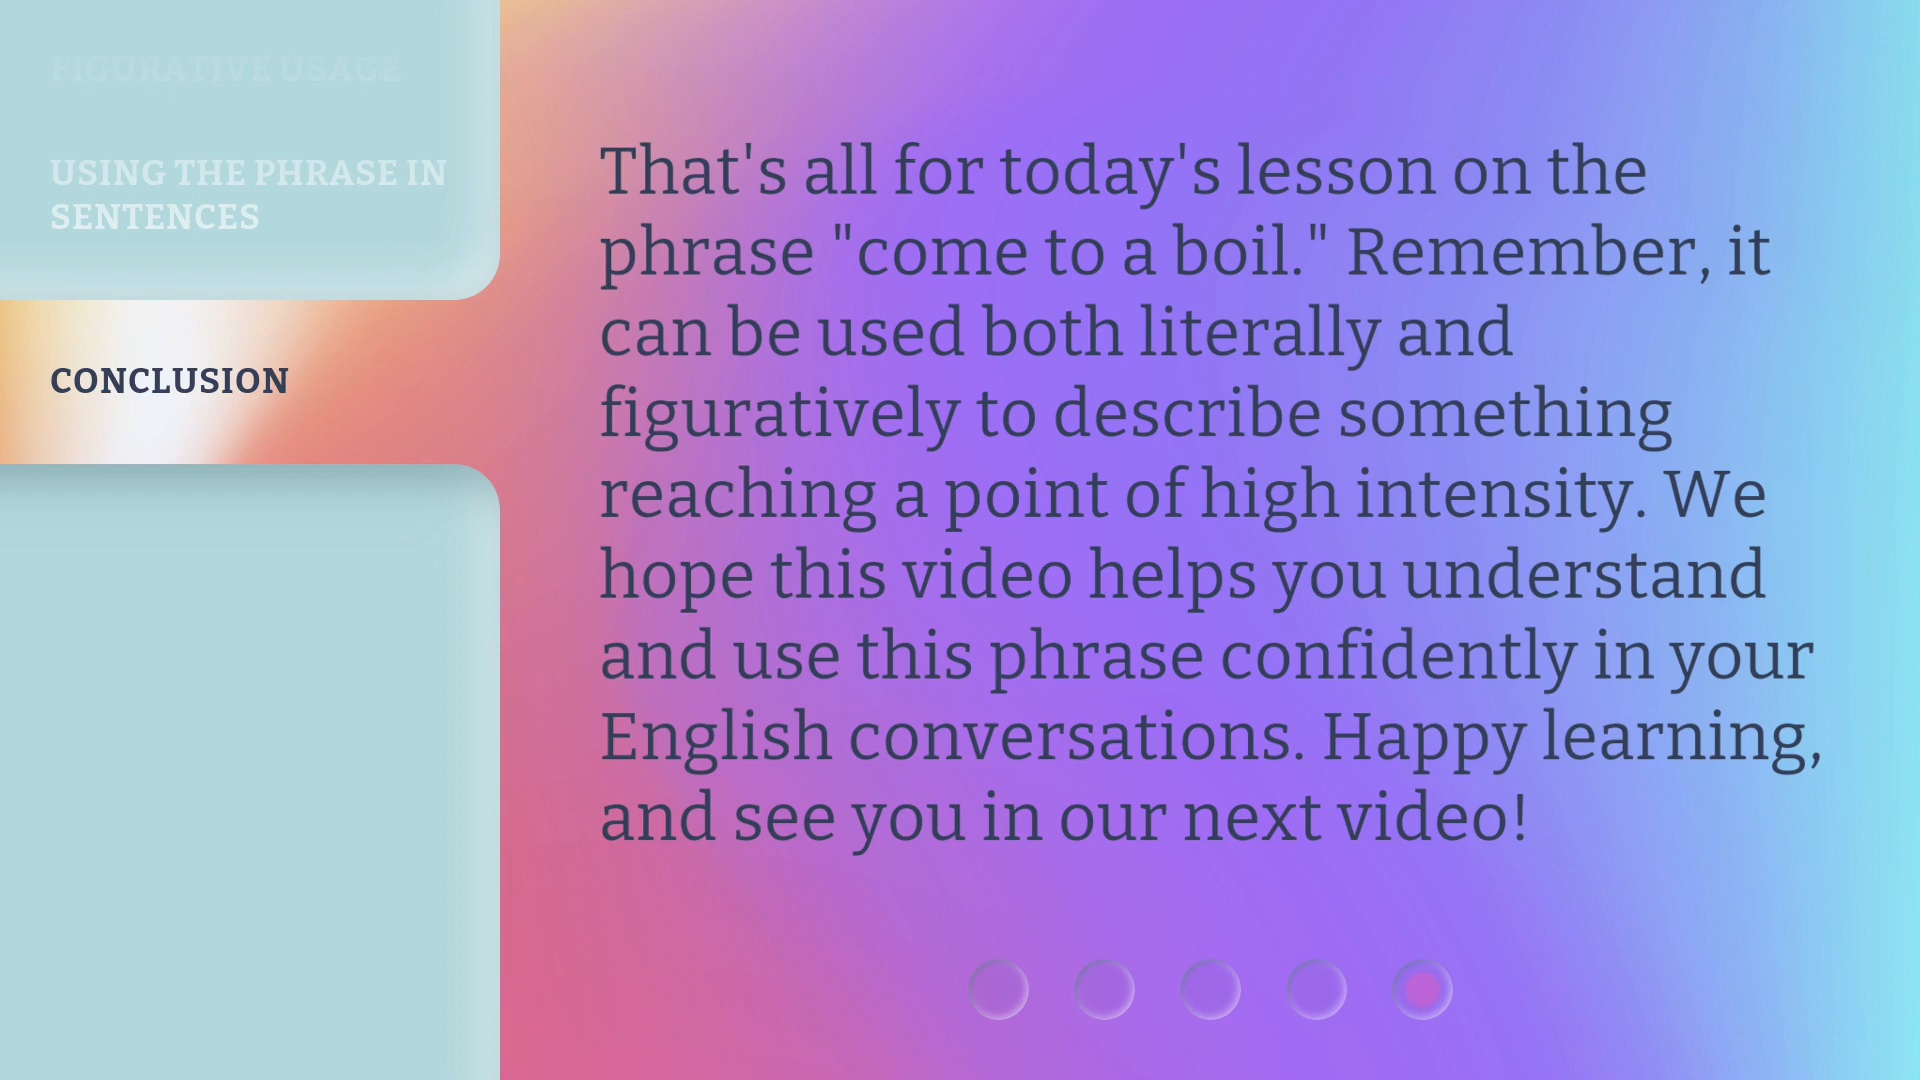 FIGURATIVE USAGE
USING THE PHRASE IN
SENTENCES
CONCLUSION
That's all for today's lesson on the
phrase "come to a boil." Remember, it
can be used both literally and
figuratively to describe something
reaching a point of high intensity. We
hope this video helps you understand
and use this phrase confidently in your
English conversations. Happy learning,
and see you in our next video!